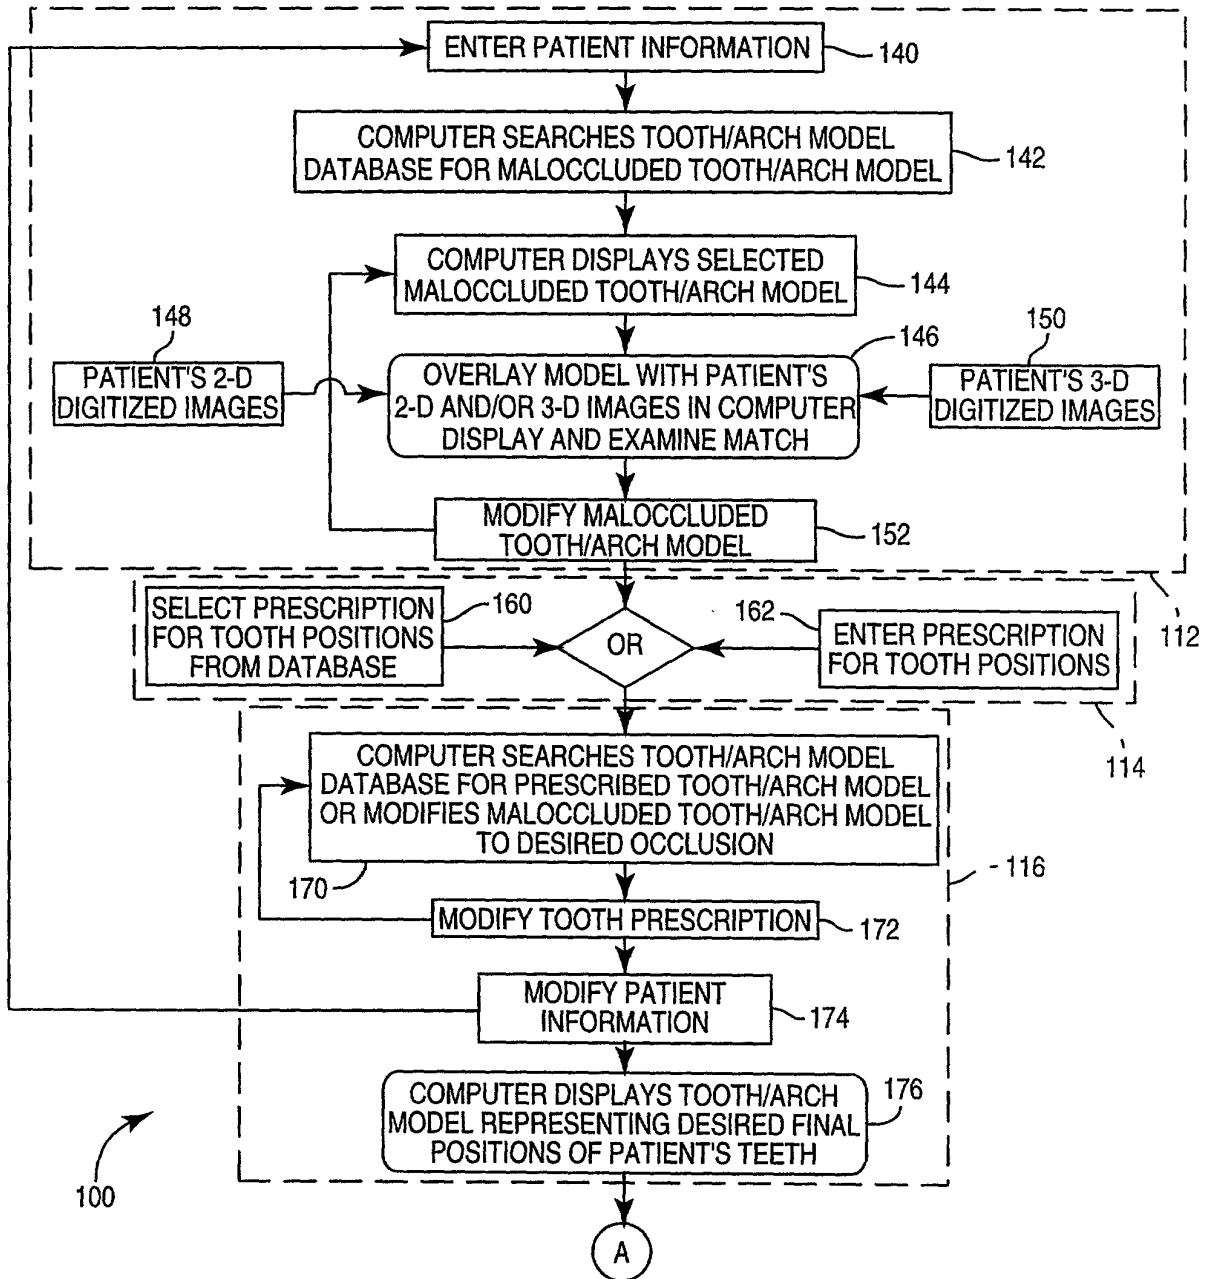 ENTER PATIENT INFORMATION
140
COMPUTER SEARCHES TOOTH/ARCH MODEL
DATABASE FOR MALOCCLUDED TOOTH/ARCH MODEL
142
COMPUTER DISPLAYS SELECTED
MALOCCLUDED TOOTH/ARCH MODEL
144
148
PATIENT'S 2-D
DIGITIZED IMAGES
146
OVERLAY MODEL WITH PATIENT'S
2-D AND/OR 3-D IMAGES IN COMPUTER
DISPLAY AND EXAMINE MATCH
150
PATIENT'S 3-D
DIGITIZED IMAGES
MODIFY MALOCCLUDED
TOOTH/ARCH MODEL
152
112
SELECT PRESCRIPTION
FOR TOOTH POSITIONS
FROM DATABASE
160
OR
162
ENTER PRESCRIPTION
FOR TOOTH POSITIONS
114
COMPUTER SEARCHES TOOTH/ARCH MODEL
DATABASE FOR PRESCRIBED TOOTH/ARCH MODEL
OR MODIFIES MALOCCLUDED TOOTH/ARCH MODEL
TO DESIRED OCCLUSION
170
116
MODIFY TOOTH PRESCRIPTION
172
MODIFY PATIENT
INFORMATION
174
COMPUTER DISPLAYS TOOTH/ARCH
MODEL REPRESENTING DESIRED FINAL
POSITIONS OF PATIENT'S TEETH
176
100
A